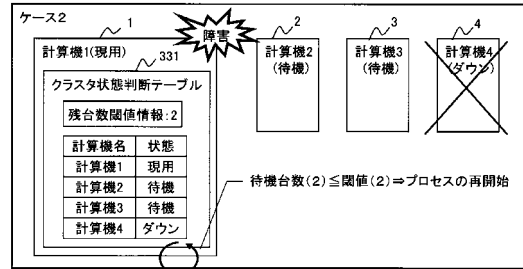 ケース2
1
計算機1(現用)
障害
331
クラスタ状態判断テーブル
残台数閾値情報:2
計算機名 状態
計算機1 現用
計算機2 待機
計算機3 待機
計算機4 ダウン
2
計算機2
(待機)
3
計算機3
(待機)
4
計算機4
(ダウン)
待機台数(2)≦閾値(2)⇒プロセスの再開始